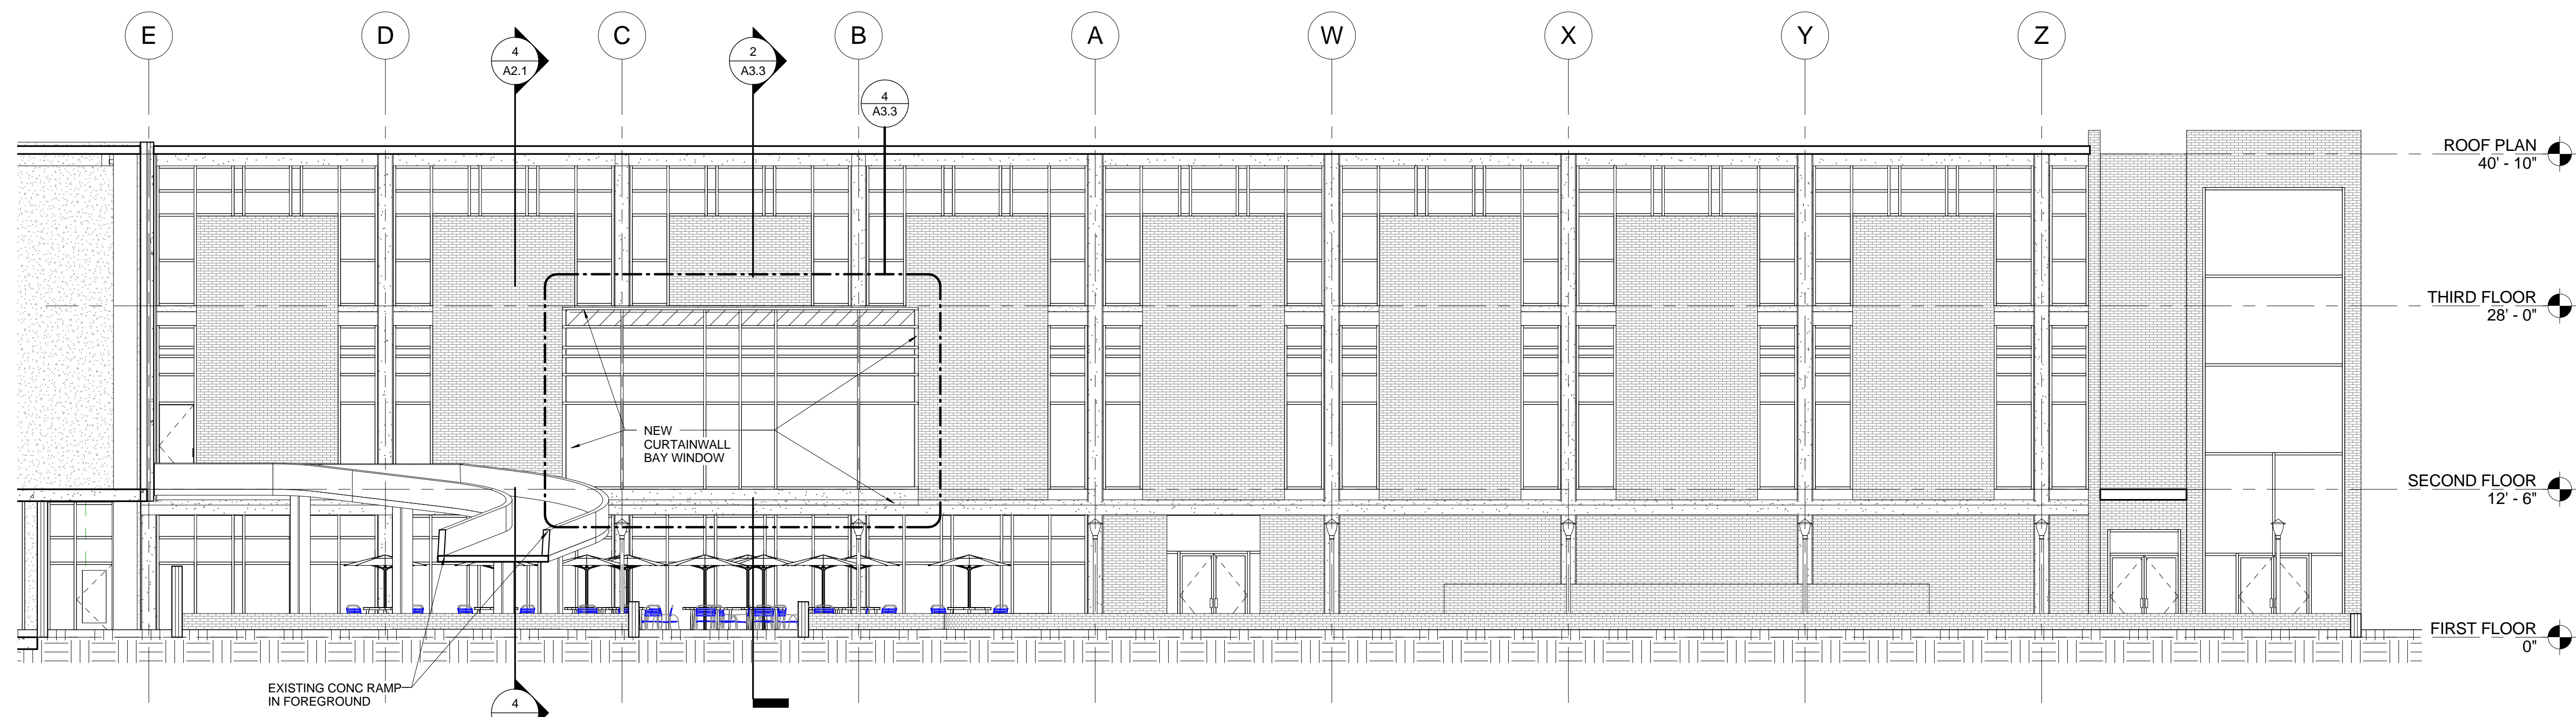 E
D
C
B
A
W
X
Y
Z
4
A2.1
2
A3.3
4
A3.3
ROOF PLAN
40' - 10"
THIRD FLOOR
28' - 0"
NEW
CURTAINWALL
BAY WINDOW
SECOND FLOOR
12' - 6"
FIRST FLOOR
0"
EXISTING CONC RAMP
IN FOREGROUND
4